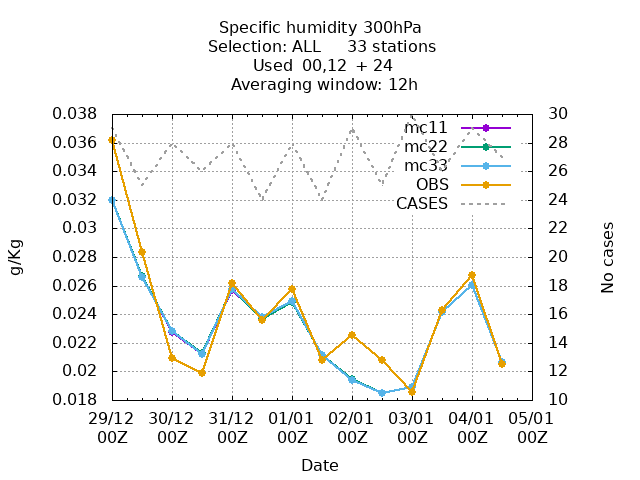 Specific humidity 300hPa
Selection: ALL 33 stations
Used 00,12 + 24
Averaging window: 12h
0.038
0.036
0.034
0.032
0.03
0.028
0.026
0.024
0.022
0.02
0.018
30
28
26
24
22
20
18
16
14
12
10
mc11
mc22
mc33
OBS
CASES
g/Kg
No cases
29/12 30/12 31/12 01/01 02/01 03/01 04/01 05/01
00Z 00Z 00Z 00Z 00Z 00Z 00Z 00Z
Date